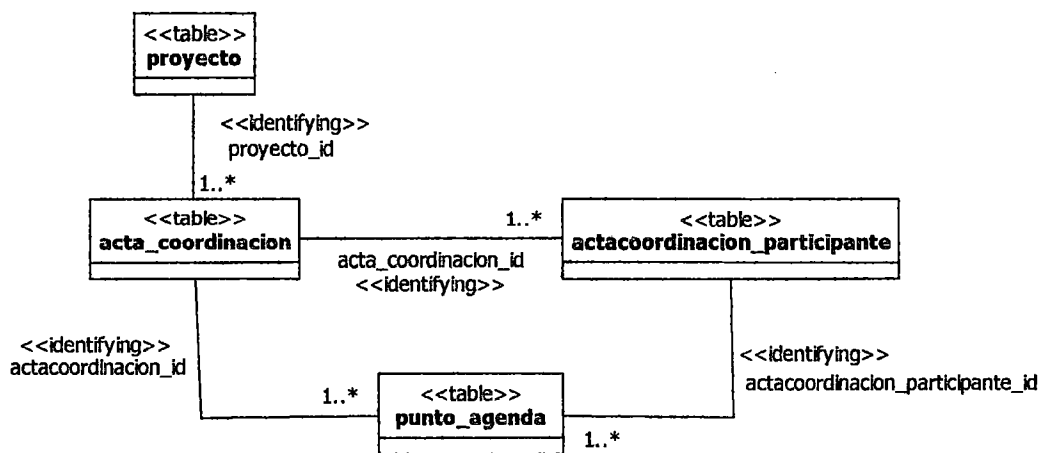 <<table>>
proyecto
<<identifying>>
proyecto_id
1..*
<<table>>
acta_coordinacion
1..*
<<table>>
actacoordinacion_participante
acta_coordinacion_id
<<identifying>>
<<identifying>>
actacoordinacion_id
<<identifying>>
actacoordinacion_participante_id
1..*
<<table>>
punto_agenda
1..*